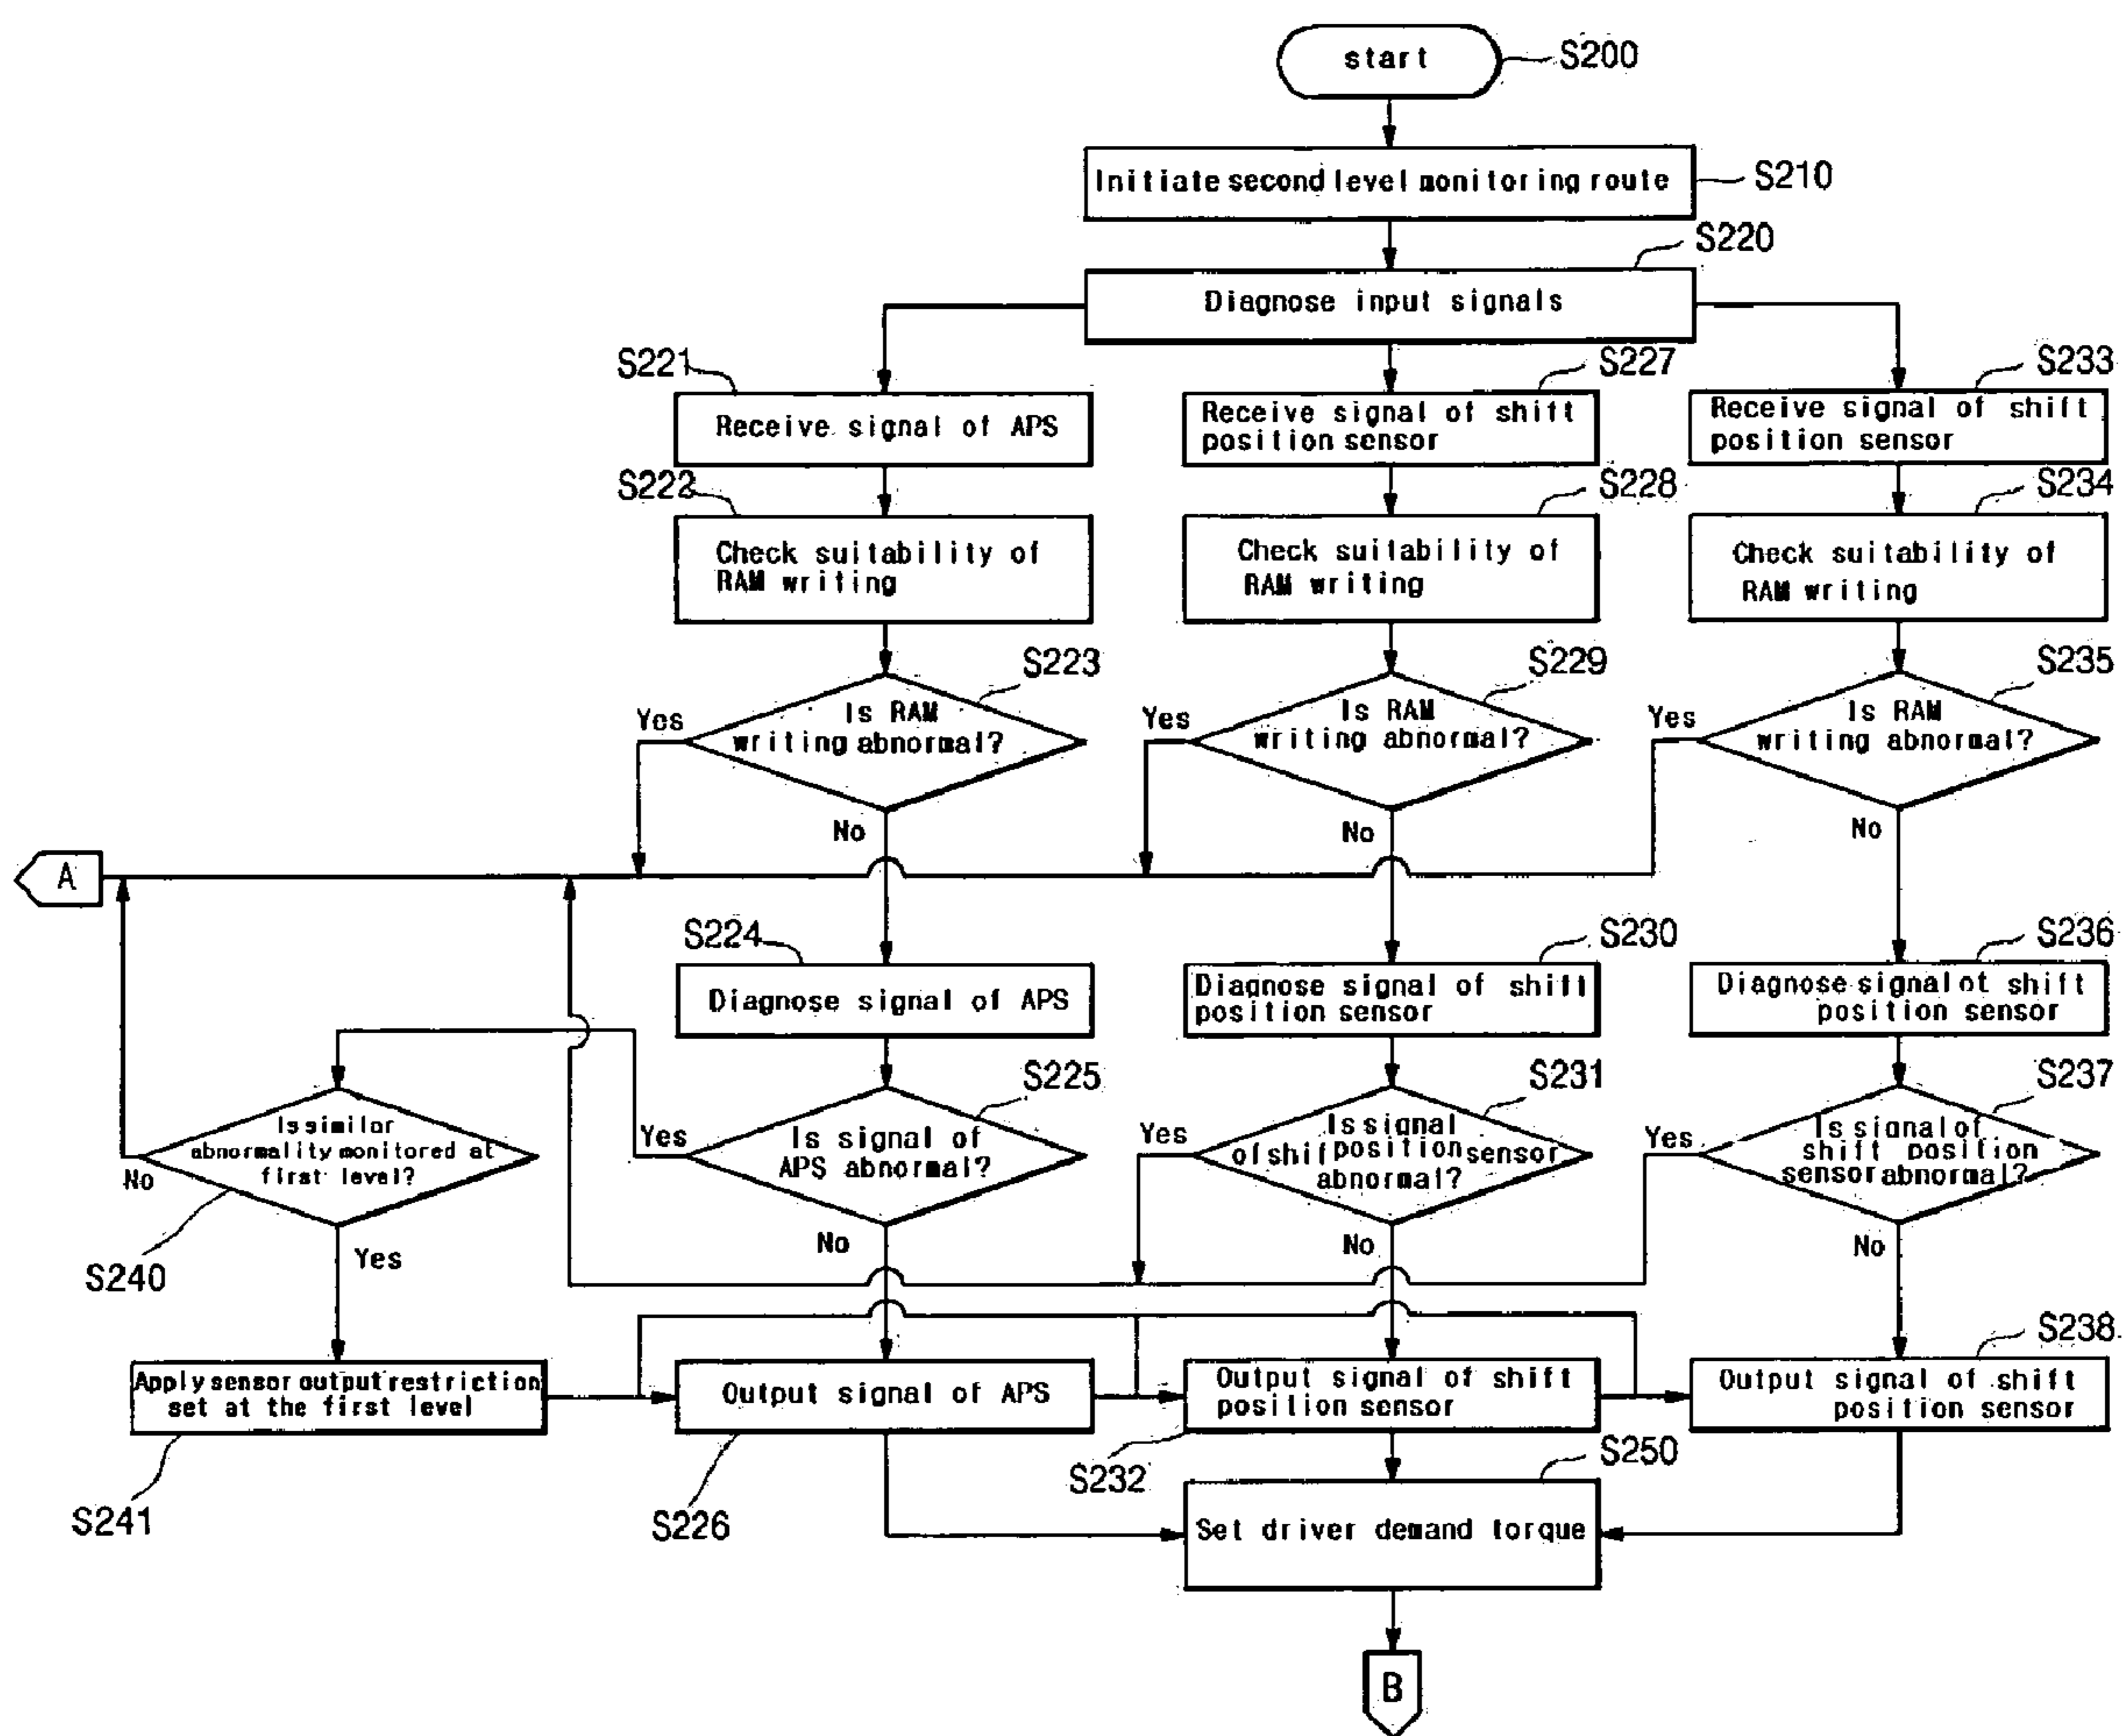 start
S200
Initiate second level monitoring route
S210
S220
Diagnose input signals
S221
S227
S233
Receive signal of APS
Receive signal of shift
position sensor
Receive signal of shift
position sensor
S222
S228
S234
Check suitability of
RAM writing
Check suitability of
RAM writing
Check suitability of
RAM writing
S223
S229
S235
Yes
Is RAM
writing abnormal?
Yes
Is RAM
writing abnormal?
Yes
Is RAM
writing abnormal?
No
No
No
A
S224
S230
S236
Diagnose signal of APS
Diagnose signal of shift
position sensor
Diagnose signal of shift
position sensor
S225
S231
S237
Is similar
abnormality monitored at
first level?
No
Yes
Is signal of
APS abnormal?
Yes
Is signal
of shif position sensor
abnormal?
Yes
Is signal of
shift position
sensor abnormal?
S240
Yes
No
No
No
S238
Apply sensor output restriction
set at the first level
Output signal of APS
Output signal of shift
position sensor
Output signal of shift
position sensor
S241
S226
S232
S250
Set driver demand torque
B